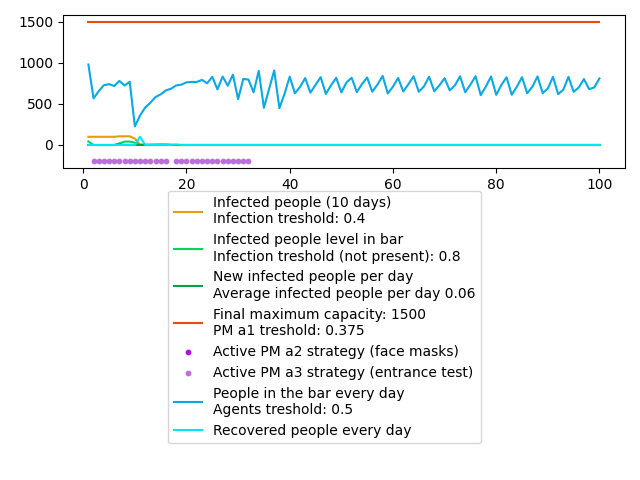 1500
1000
500
0
0 20 40 60 80 100
Infected people (10 days)
Infection treshold: 0.4
Infected people level in bar
Infection treshold (not present): 0.8
New infected people per day
Average infected people per day 0.06
Final maximum capacity: 1500
PM a1 treshold: 0.375
Active PM a2 strategy (face masks)
Active PM a3 strategy (entrance test)
People in the bar every day
Agents treshold: 0.5
Recovered people every day